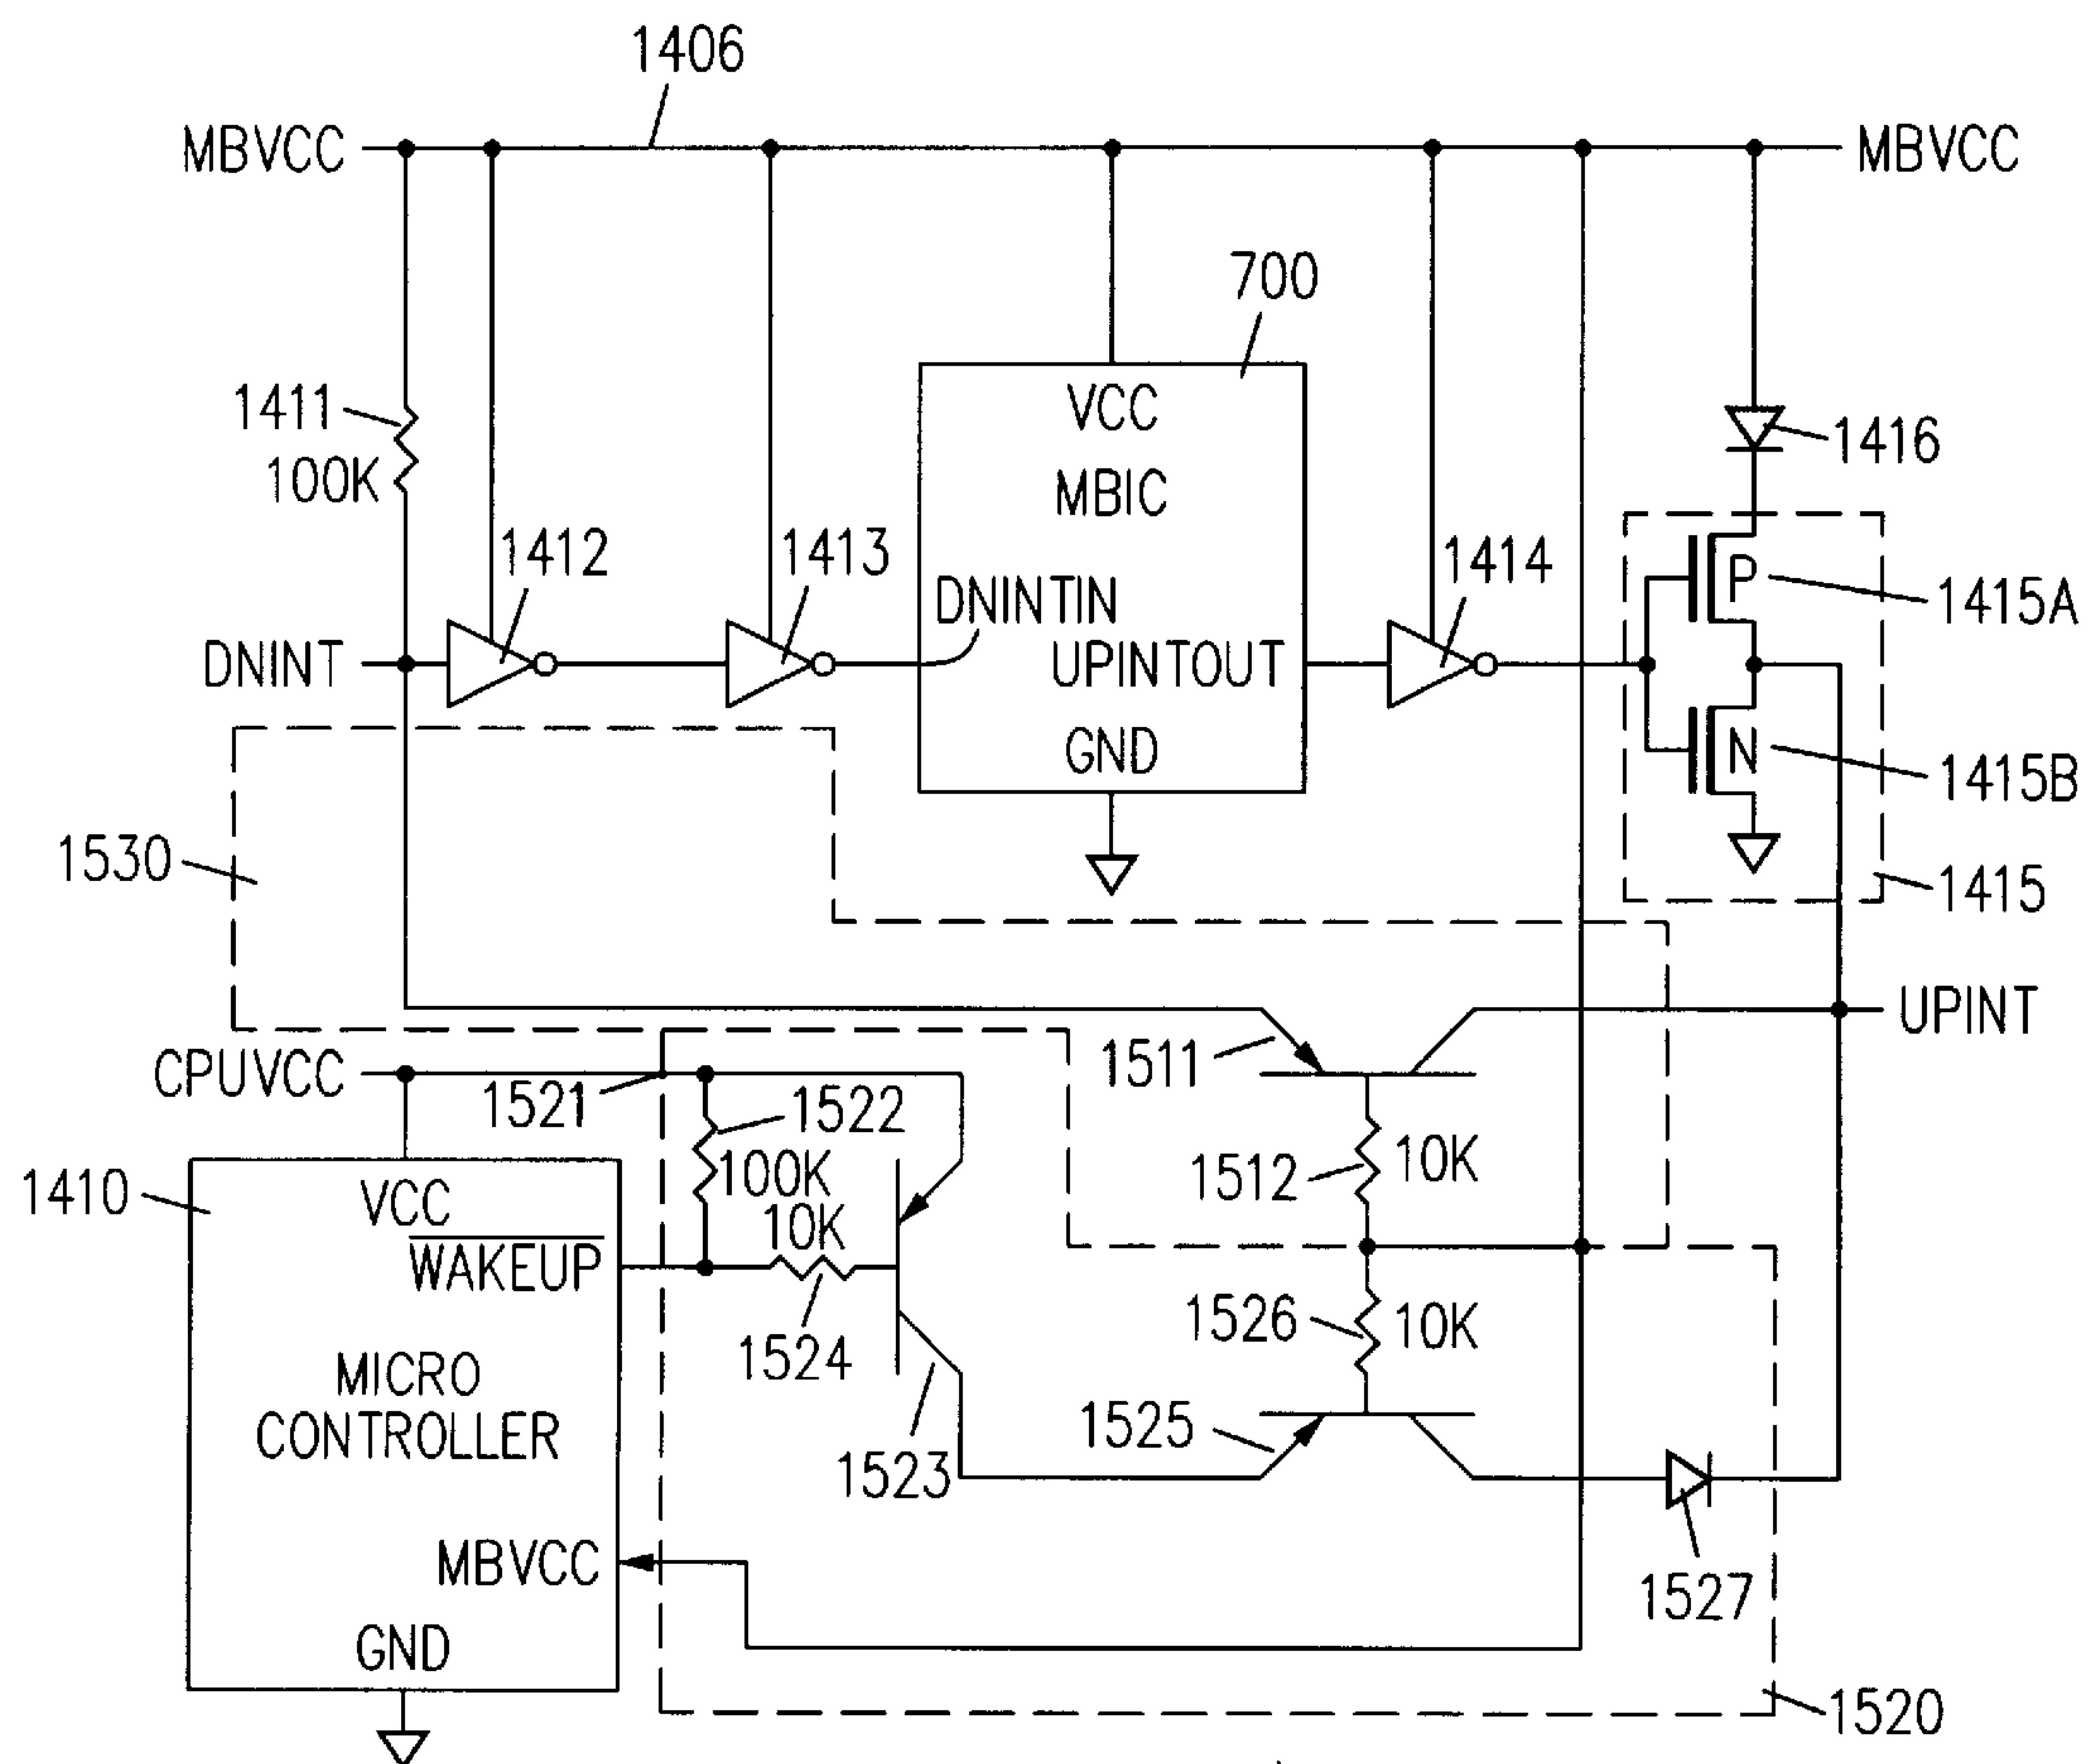 1406
MBVCC
MBVCC
700
1411
100K
VCC
MBIC
1416
1412
1413
1414
DNINTIN
P
1415A
DNINT
UPINTOUT
GND
N
1415B
1530
1415
UPINT
CPUVCC
1521
1522
1511
100K
1512
10K
1410
VCC
10K
WAKEUP
1524
1526
10K
MICRO
CONTROLLER
1523
1525
MBVCC
1527
GND
1520